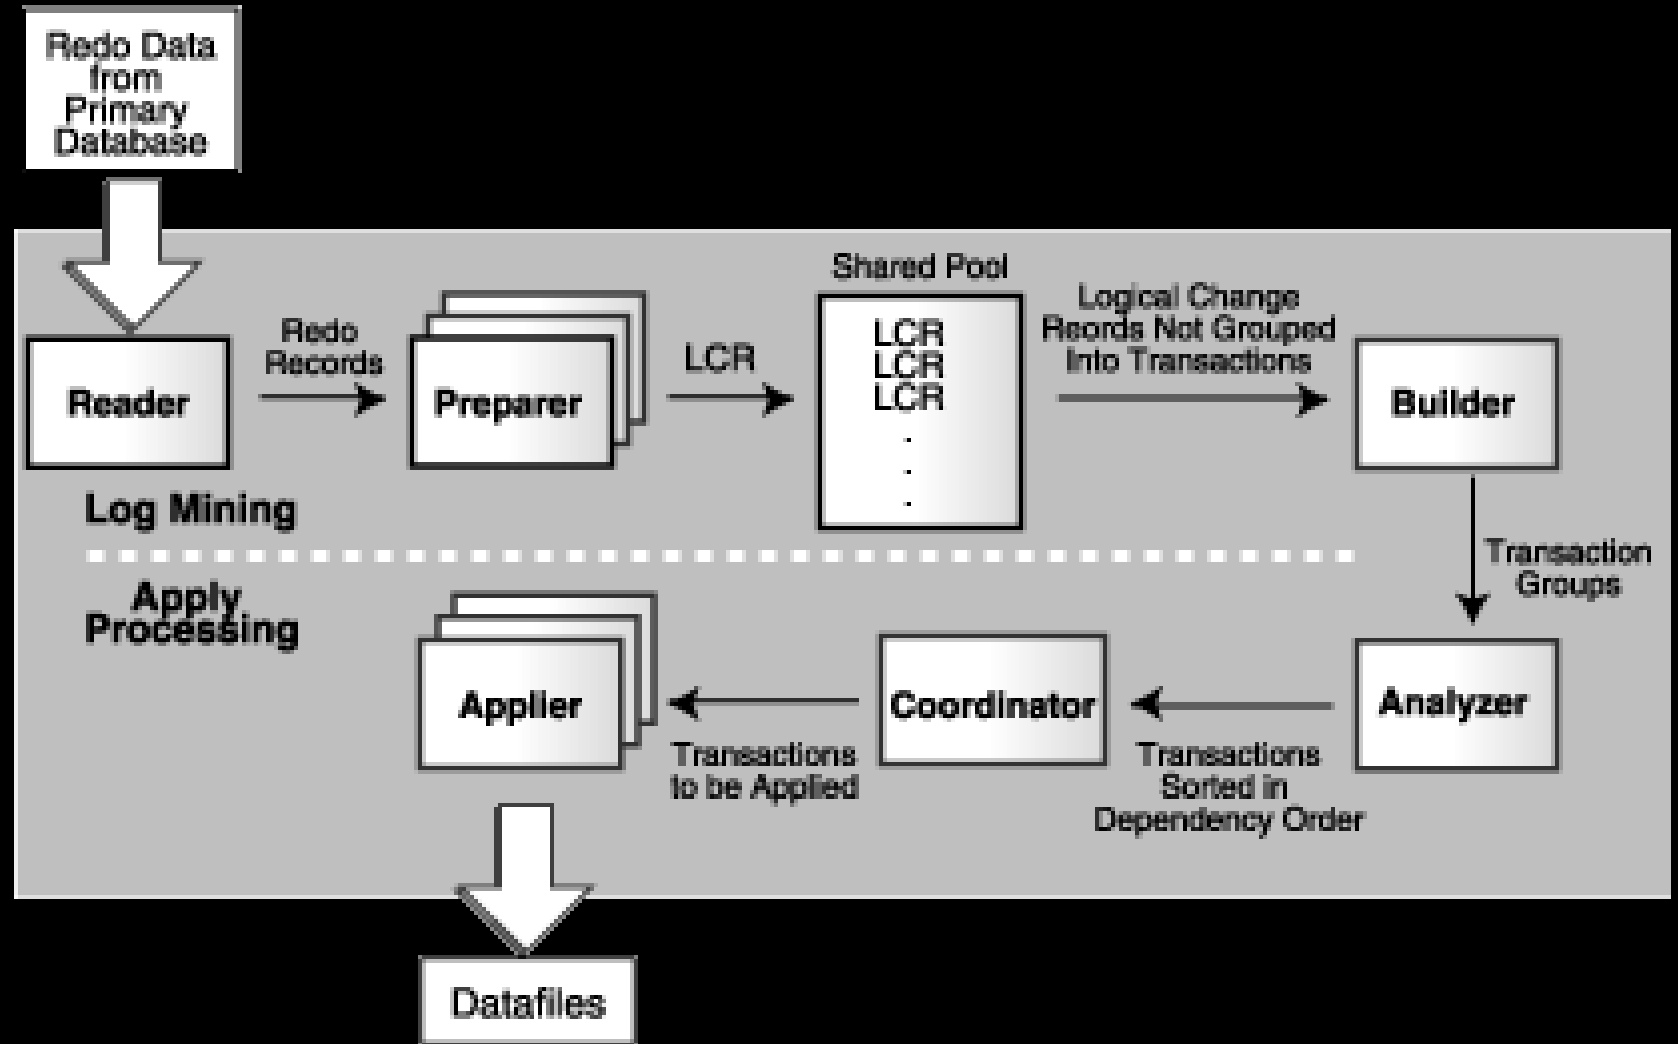 Redo Data
from
Primary
Database
Shared Pool
Reader
Redo
Records
Preparer
LCR
LCR
LCR
LCR
.
.
.
Logical Change
Reords Not Grouped
Into Transactions
Builder
Log Mining
Transaction
Groups
Apply
Processing
Applier
Transactions
to be Applied
Coordinator
Transactions
Sorted in
Dependency Order
Analyzer
Datafiles